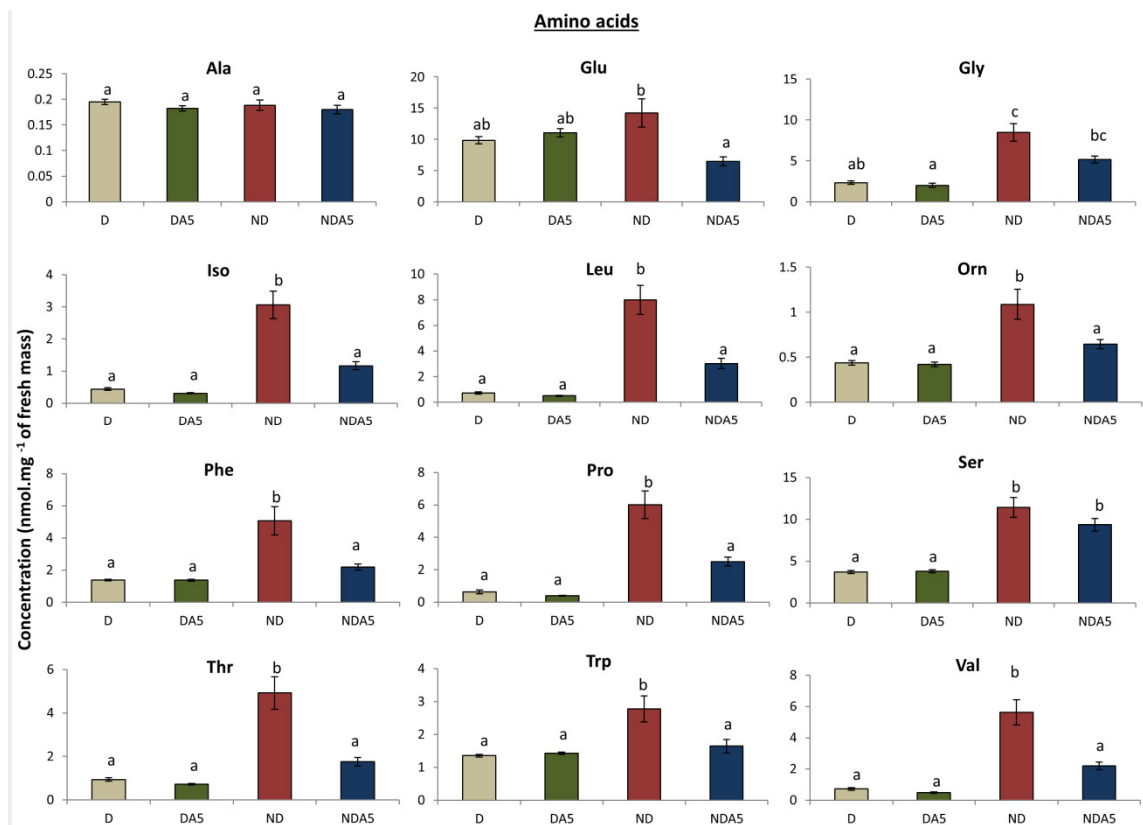 Amino acids
Concentration (nmol.mg -1 of fresh mass)
Ala
0.25
0.2
0.15
0.1
0.05
0
a a a a
D DA5 ND NDA5
Glu
20
15
10
5
0
ab ab b a
D DA5 ND NDA5
Gly
15
10
5
0
ab a c bc
D DA5 ND NDA5
Iso
4
3
2
1
0
a a b a
D DA5 ND NDA5
Leu
10
8
6
4
2
0
a a b a
D DA5 ND NDA5
Orn
1.5
1
0.5
0
a a b a
D DA5 ND NDA5
Phe
8
6
4
2
0
a a b a
D DA5 ND NDA5
Pro
8
6
4
2
0
a a b a
D DA5 ND NDA5
Ser
15
10
5
0
a a b b
D DA5 ND NDA5
Thr
6
4
2
0
a a b a
D DA5 ND NDA5
Trp
4
3
2
1
0
a a b a
D DA5 ND NDA5
Val
8
6
4
2
0
a a b a
D DA5 ND NDA5